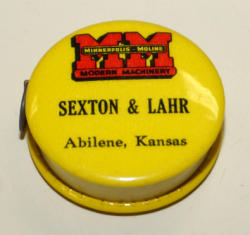 MINNEAPOLIS - MOLINE
MM
MODERN MACHINERY
SEXTON & LAHR
Abilene, Kansas